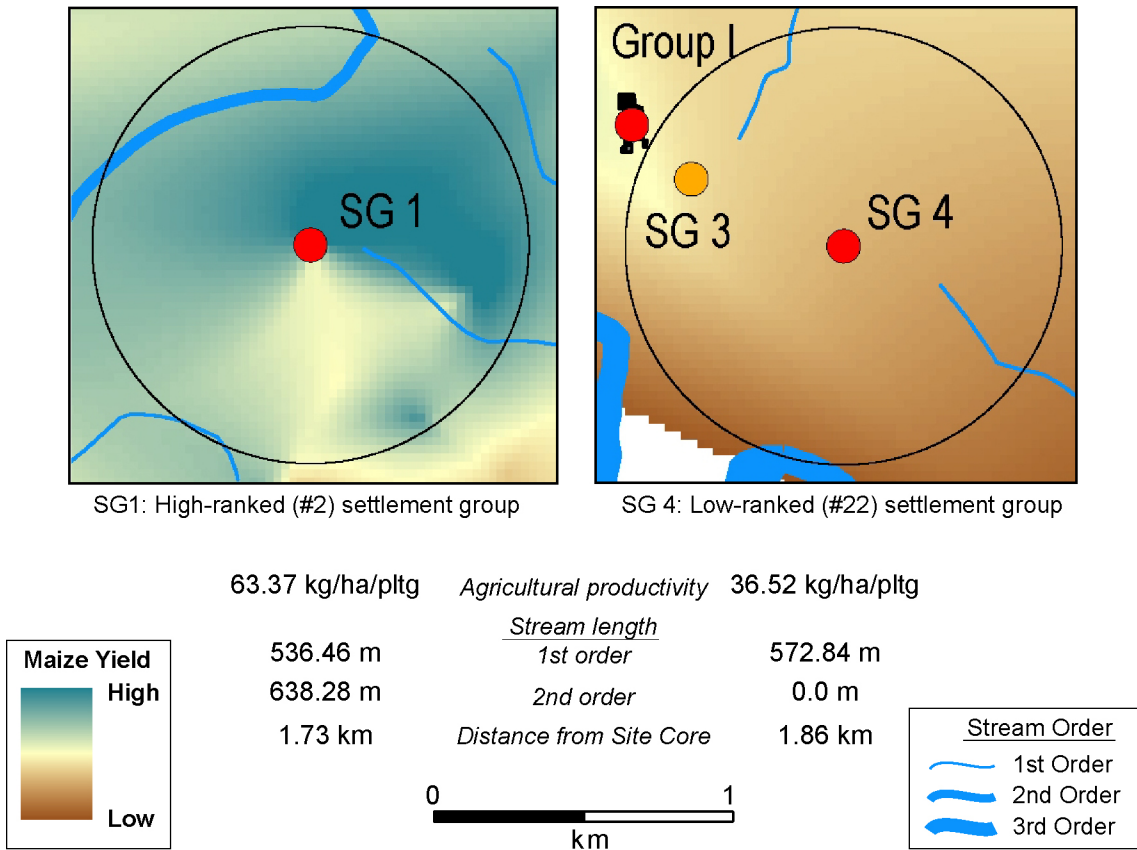 SG 1
Group I
SG 3
SG 4
SG1: High-ranked (#2) settlement group
SG 4: Low-ranked (#22) settlement group
63.37 kg/ha/pltg Agricultural productivity 36.52 kg/ha/pltg
Stream length
536.46 m 1st order 572.84 m
638.28 m 2nd order 0.0 m
1.73 km Distance from Site Core 1.86 km
Maize Yield
High
Low
0 1
km
Stream Order
1st Order
2nd Order
3rd Order